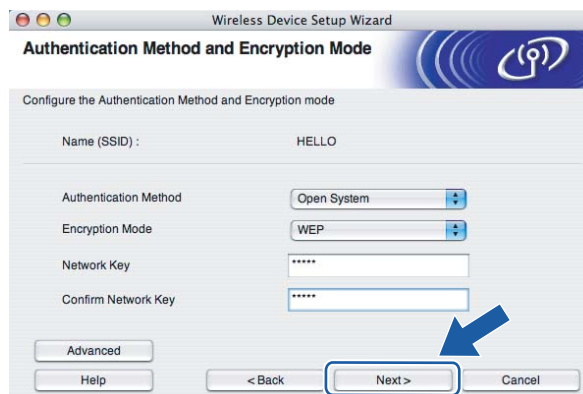 Wireless Device Setup Wizard
Authentication Method and Encryption Mode
Configure the Authentication Method and Encryption mode
Name (SSID) : HELLO
Authentication Method Open System
Encryption Mode WEP
Network Key *****
Confirm Network Key *****
Advanced
Help < Back Next > Cancel